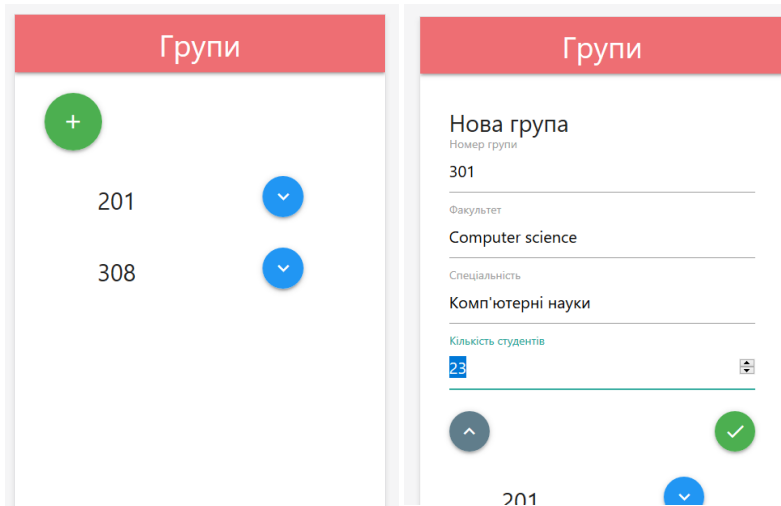 Групи
201
308
Групи
Нова група
Номер групи
301
Факультет
Computer science
Спеціальність
Комп'ютерні науки
Кількість студентів
23
201